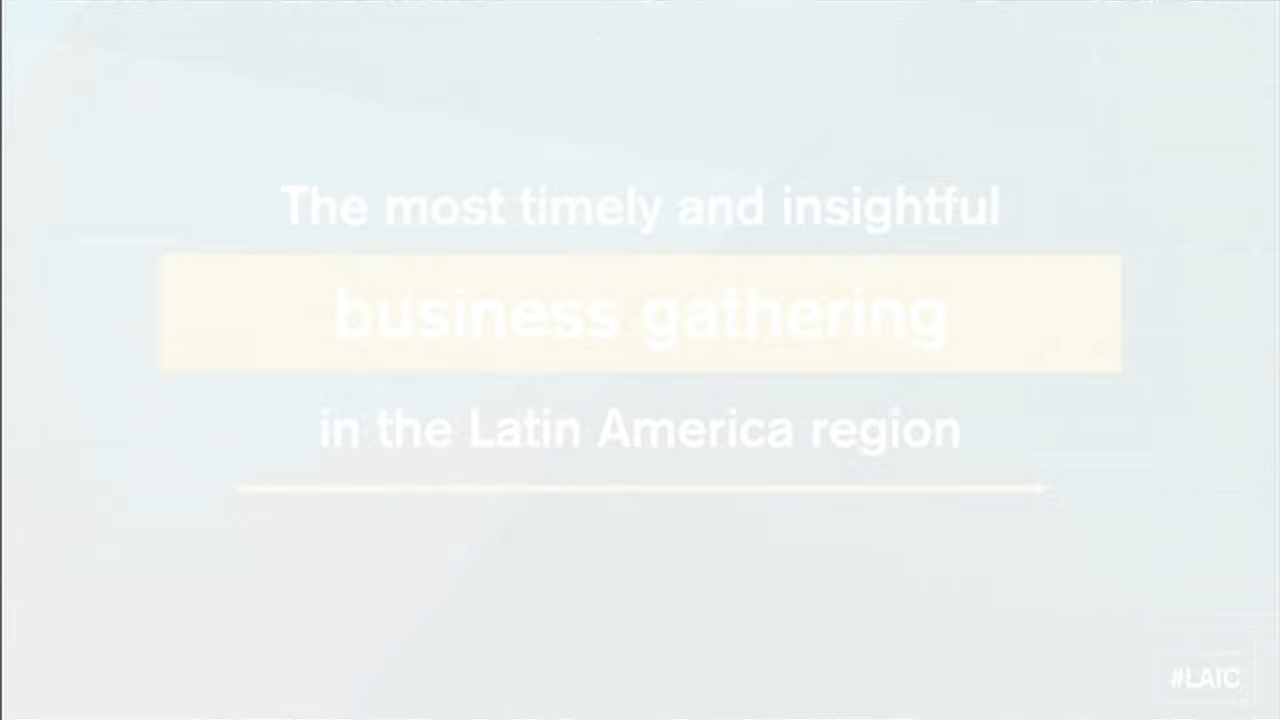 The most timely and insightful
business gathering
in the Latin America region
#LAIC